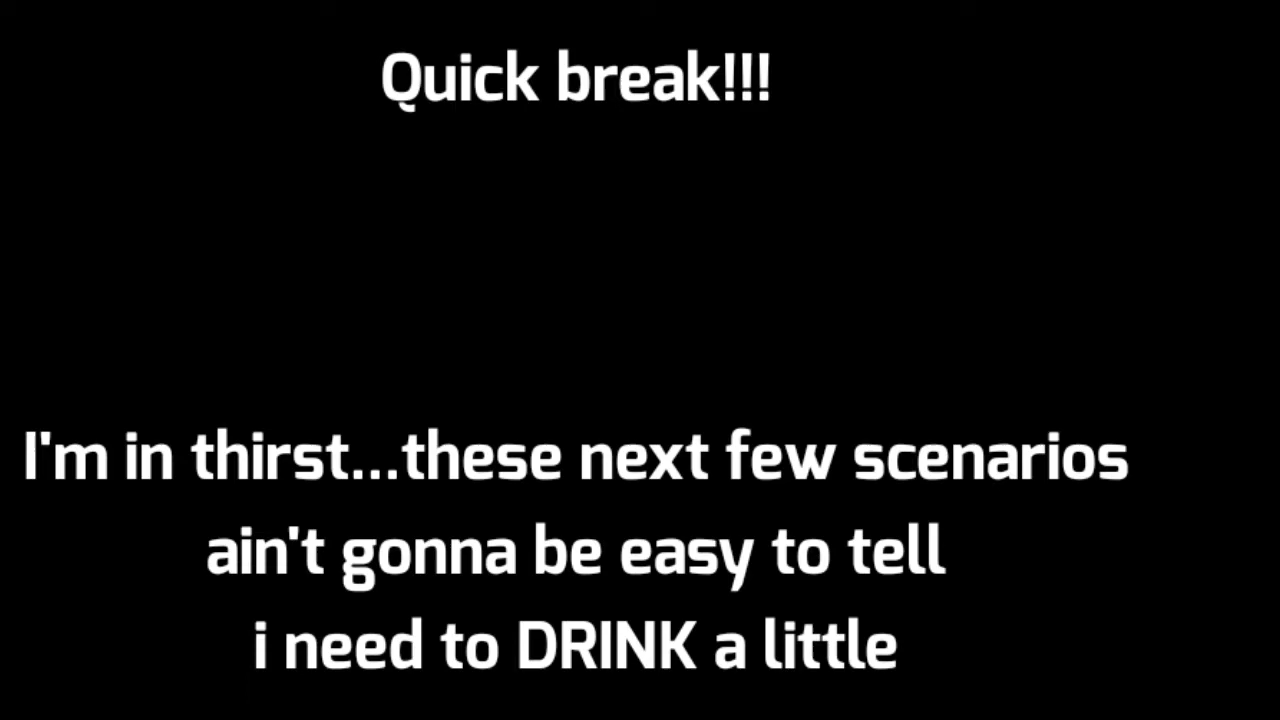 Quick break!!!
I'm in thirst...these next few scenarios
ain't gonna be easy to tell
i need to DRINK a little